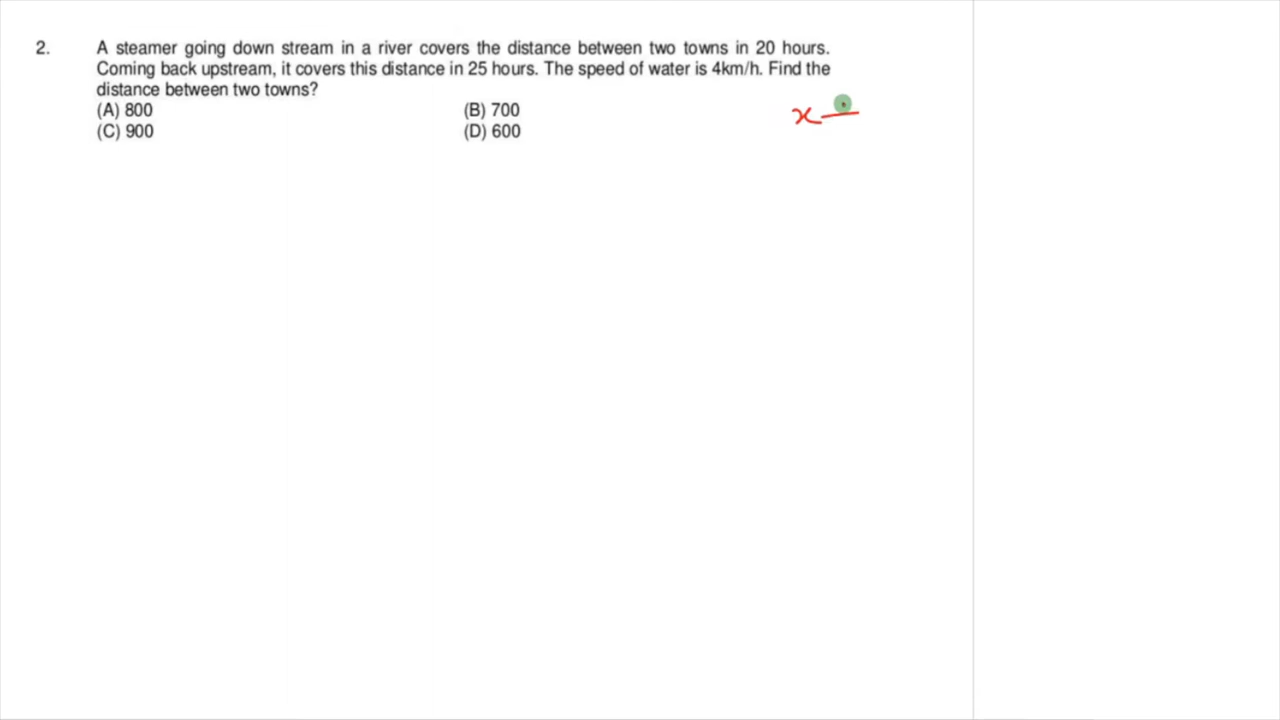 2. A steamer going down stream in a river covers the distance between two towns in 20 hours.
Coming back upstream, it covers this distance in 25 hours. The speed of water is 4km/h. Find the
distance between two towns?
(A) 800 (B) 700
x
(C) 900 (D) 600